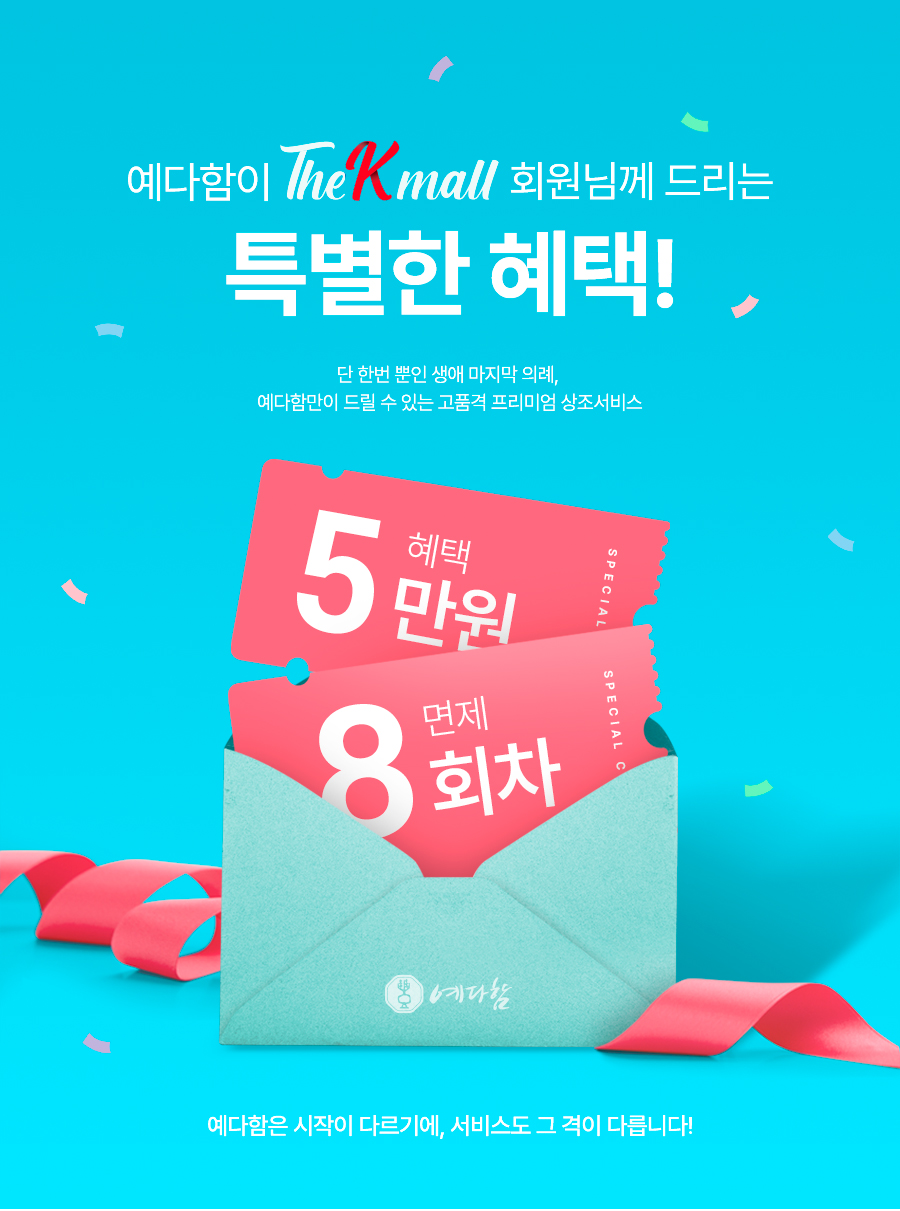 예다함이 The K mall 회원님께 드리는
특별한 혜택!
단 한번 뿐인 생애 마지막 의례,
예다함만이 드릴 수 있는 고품격 프리미엄 상조서비스
5 혜택
만원
SPECIAL
8 면제
회차
SPECIAL C
예다함
예다함은 시작이 다르기에, 서비스도 그 격이 다릅니다!